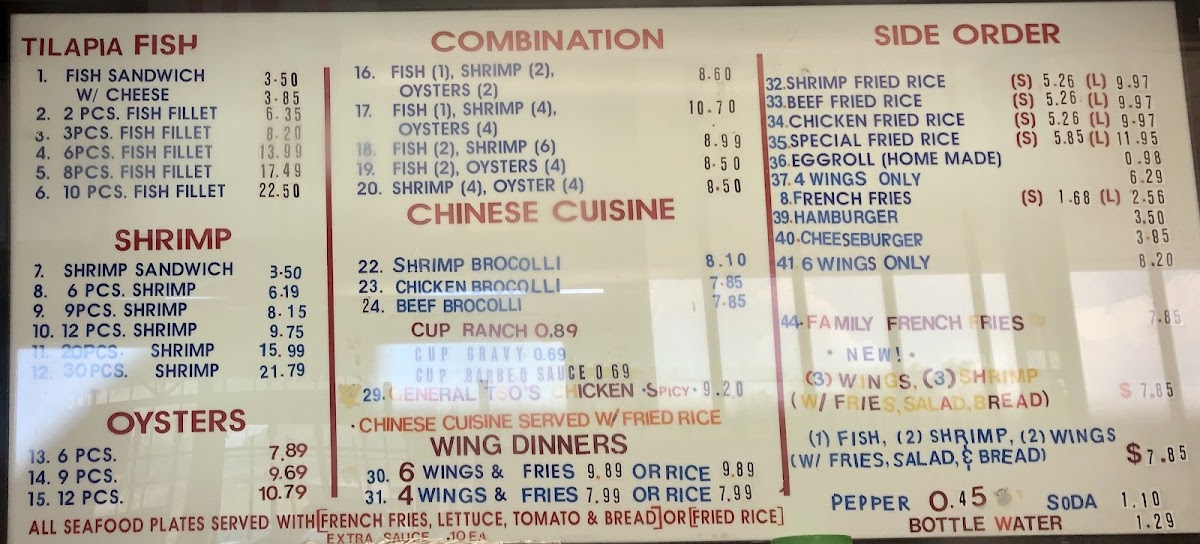 TILAPIA FISH
1. FISH SANDWICH 3.50
W/ CHEESE 3.85
2. 2 PCS. FISH FILLET 6.35
3. 3PCS. FISH FILLET 8.20
4. 6PCS. FISH FILLET 13.99
5. 8PCS. FISH FILLET 17.49
6. 10 PCS. FISH FILLET 22.50
SHRIMP
7. SHRIMP SANDWICH 3.50
8. 6 PCS. SHRIMP 6.19
9. 9PCS. SHRIMP 8.15
10. 12 PCS. SHRIMP 9.75
11. 20PCS. SHRIMP 15.99
12. 30PCS. SHRIMP 21.79
OYSTERS
13. 6 PCS. 7.89
14. 9 PCS. 9.69
15. 12 PCS. 10.79
COMBINATION
16. FISH (1), SHRIMP (2), 8.60
OYSTERS (2)
17. FISH (1), SHRIMP (4), 10.70
OYSTERS (4)
18. FISH (2), SHRIMP (6) 8.99
19. FISH (2), OYSTERS (4) 8.50
20. SHRIMP (4), OYSTER (4) 8.50
CHINESE CUISINE
22. SHRIMP BROCOLLI 8.10
23. CHICKEN BROCOLLI 7.85
24. BEEF BROCOLLI 7.85
CUP RANCH 0.89
CUP GRAVY 0.69
CUP BARBEQ SAUCE 0 69
29. GENERAL TSO'S CHICKEN ·SPICY· 9.20
·CHINESE CUISINE SERVED W/ FRIED RICE
WING DINNERS
30. 6 WINGS & FRIES 9.89 OR RICE 9.89
31. 4 WINGS & FRIES 7.99 OR RICE 7.99
SIDE ORDER
32.SHRIMP FRIED RICE (S) 5.26 (L) 9.97
33.BEEF FRIED RICE (S) 5.26 (L) 9.97
34.CHICKEN FRIED RICE (S) 5.26 (L) 9.97
35.SPECIAL FRIED RICE (S) 5.85 (L) 11.95
36.EGGROLL (HOME MADE) 0.98
37.4 WINGS ONLY 6.29
8.FRENCH FRIES (S) 1.68 (L) 2.56
39.HAMBURGER 3.50
40.CHEESEBURGER 3.85
41.6 WINGS ONLY 8.20
44.FAMILY FRENCH FRIES 7.85
* NEW! *
(3) WINGS, (3) SHRIMP $ 7.85
(W/ FRIES, SALAD, BREAD)
(1) FISH, (2) SHRIMP, (2) WINGS
(W/ FRIES, SALAD, & BREAD) $7.85
PEPPER 0.45 SODA 1.10
BOTTLE WATER 1.29
ALL SEAFOOD PLATES SERVED WITH[FRENCH FRIES, LETTUCE, TOMATO & BREAD]OR[FRIED RICE]
EXTRA SAUCE .10 EA